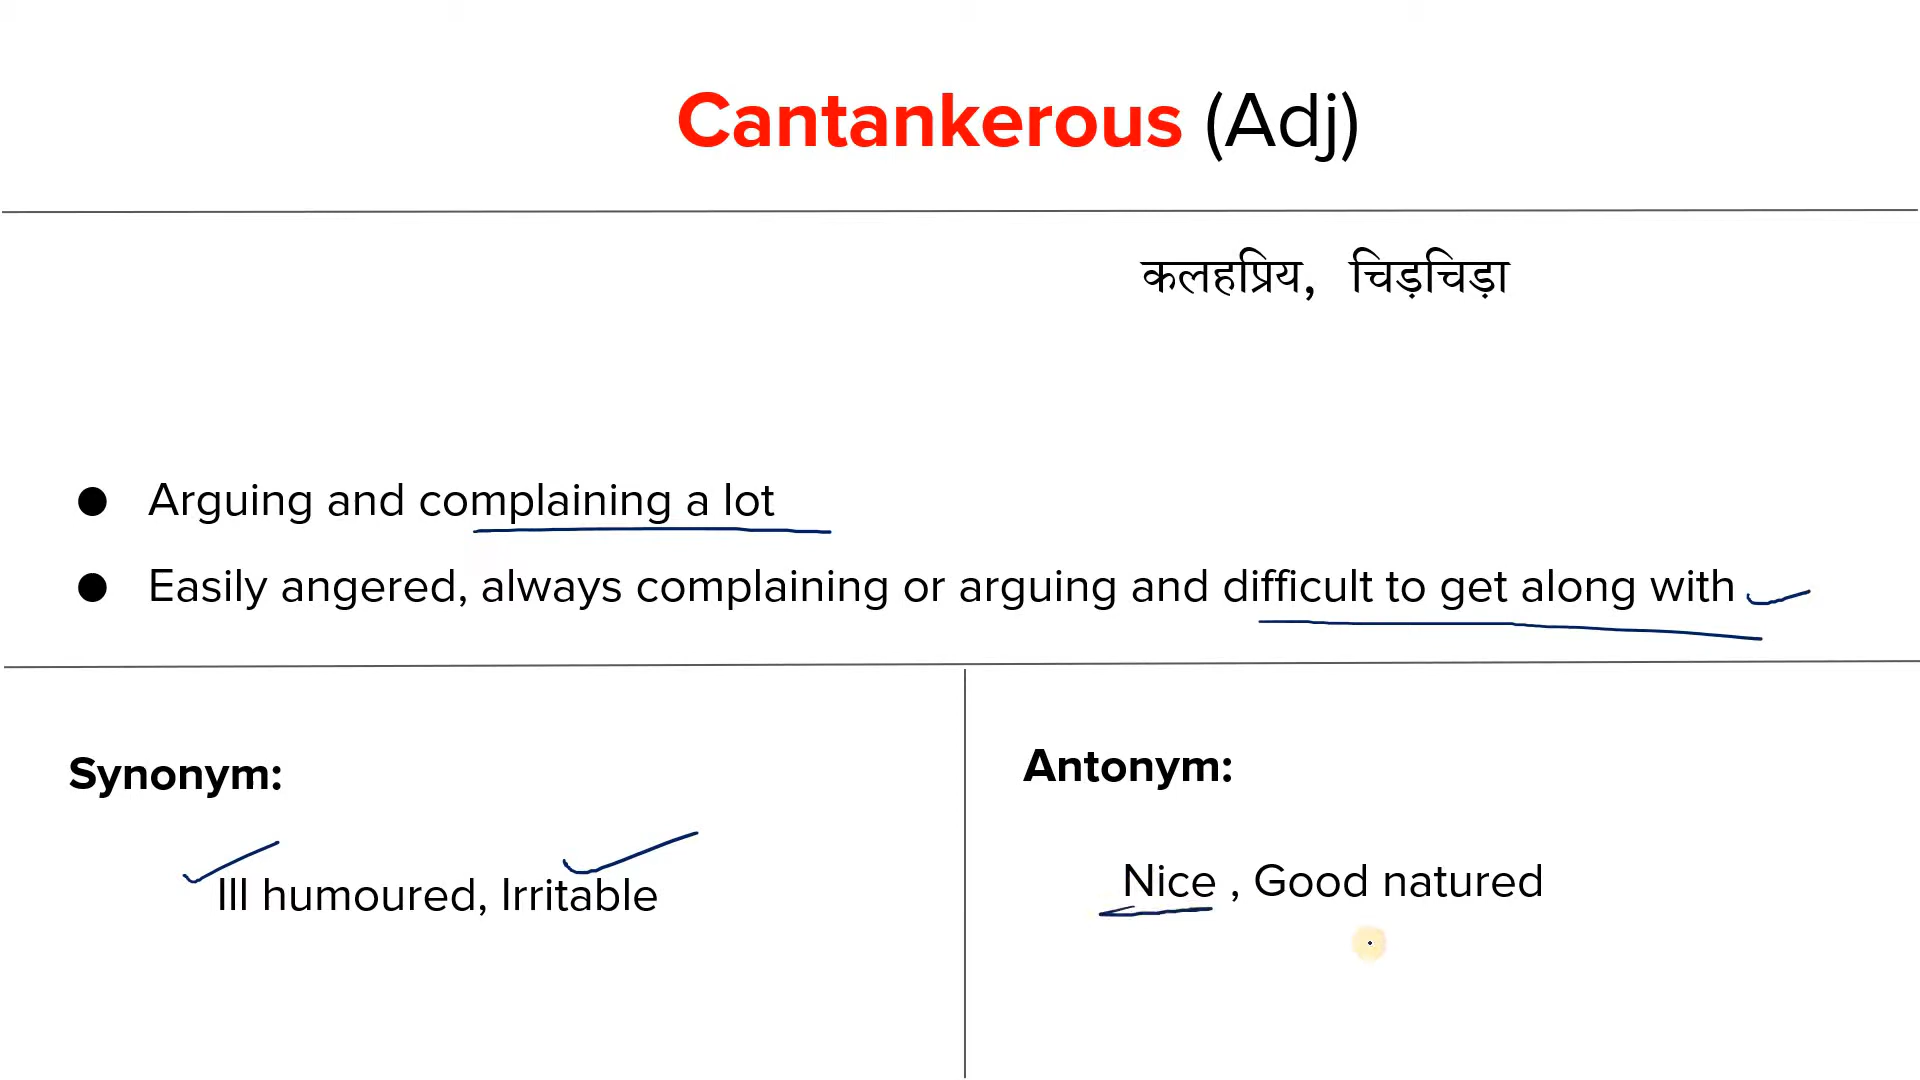 Cantankerous (Adj)
कलहप्रिय, चिड़चिड़ा
● Arguing and complaining a lot
● Easily angered, always complaining or arguing and difficult to get along with
Synonym:
Ill humoured, Irritable
Antonym:
Nice , Good natured